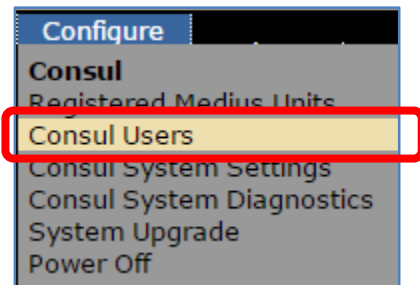 Configure
Consul
Registered Medius Units
Consul Users
Consul System Settings
Consul System Diagnostics
System Upgrade
Power Off